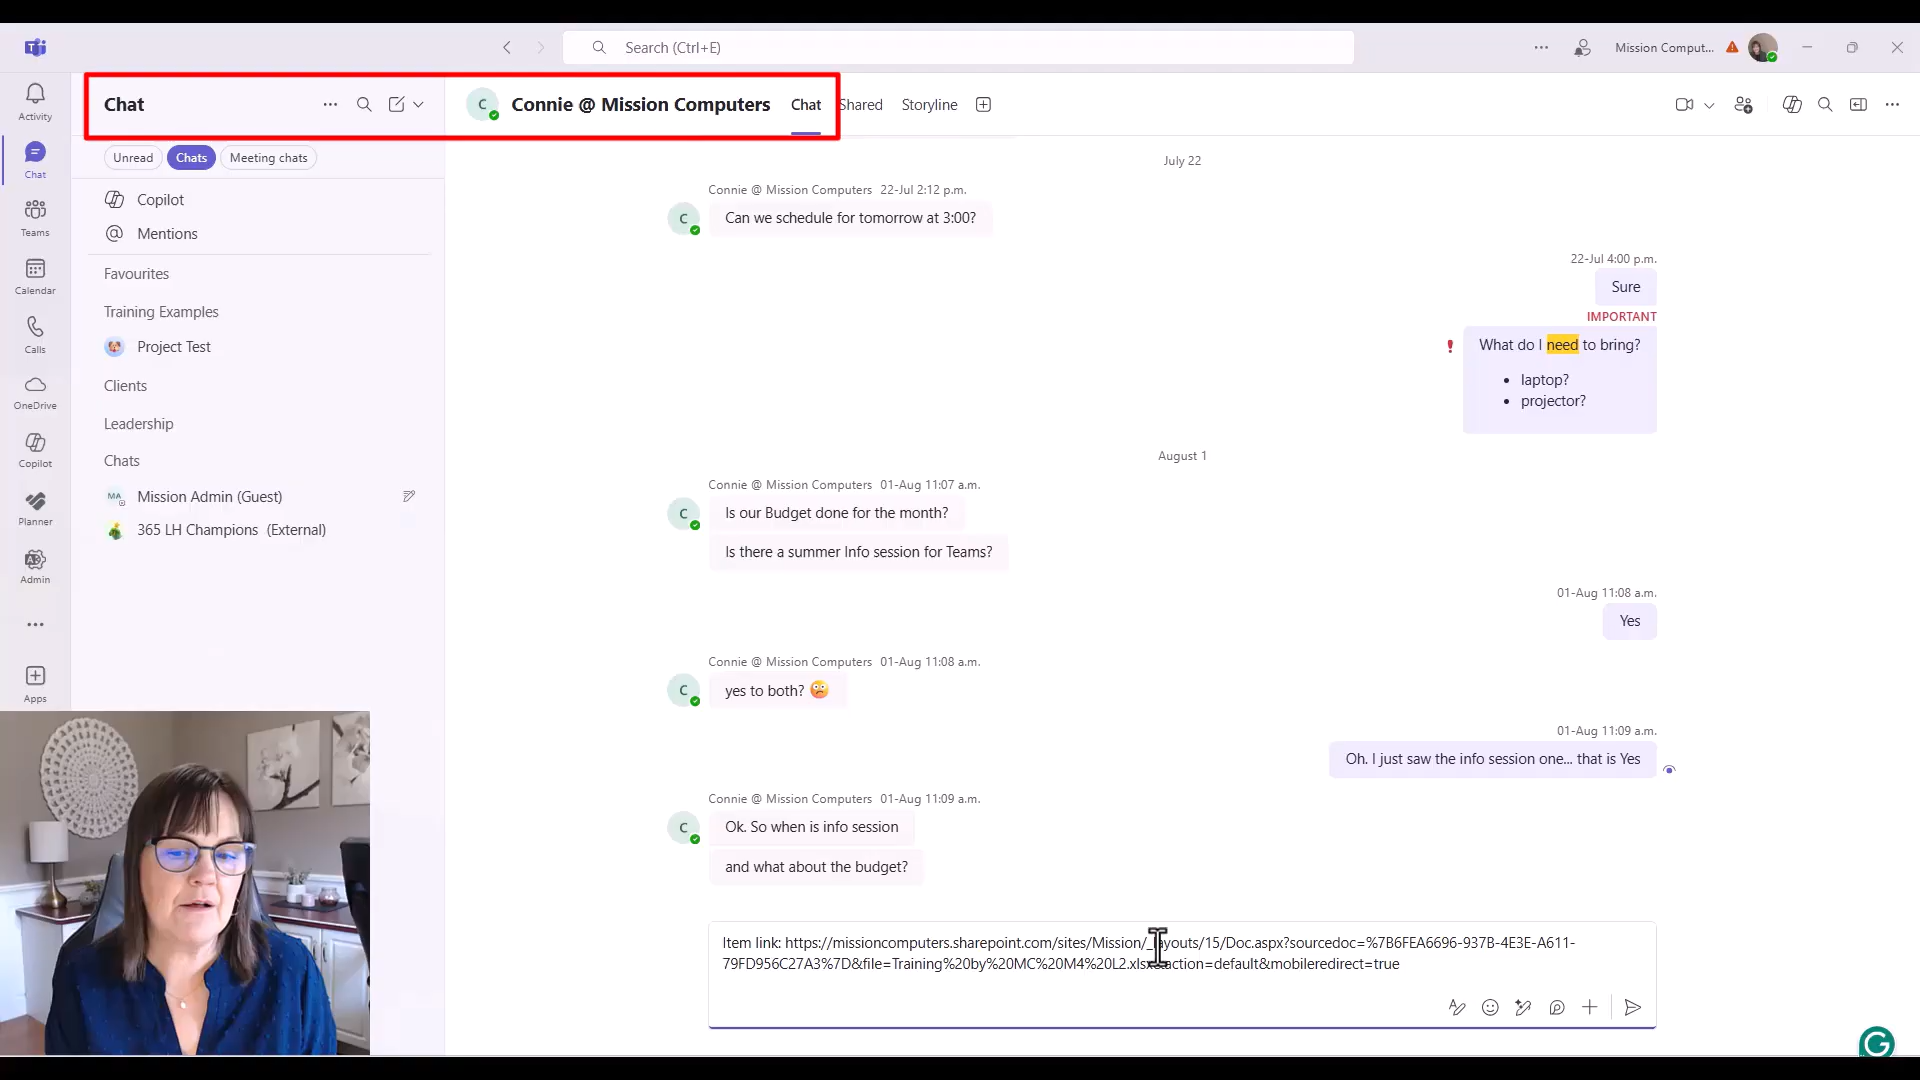 Search (Ctrl+E)
Mission Comput...
Activity
Chat
Teams
Calendar
Calls
OneDrive
Copilot
Planner
Admin
Apps
Chat
Unread
Chats
Meeting chats
Copilot
Mentions
Favourites
Training Examples
Project Test
Clients
Leadership
Chats
MA
Mission Admin (Guest)
365 LH Champions (External)
C
Connie @ Mission Computers
Chat
Shared
Storyline
July 22
Connie @ Mission Computers 22-Jul 2:12 p.m.
C
Can we schedule for tomorrow at 3:00?
22-Jul 4:00 p.m.
Sure
IMPORTANT
What do I need to bring?
• laptop?
• projector?
August 1
Connie @ Mission Computers 01-Aug 11:07 a.m.
C
Is our Budget done for the month?
Is there a summer Info session for Teams?
01-Aug 11:08 a.m.
Yes
Connie @ Mission Computers 01-Aug 11:08 a.m.
C
yes to both? 
01-Aug 11:09 a.m.
Oh. I just saw the info session one... that is Yes
Connie @ Mission Computers 01-Aug 11:09 a.m.
C
Ok. So when is info session
and what about the budget?
Item link: https://missioncomputers.sharepoint.com/sites/Mission/_layouts/15/Doc.aspx?sourcedoc=%7B6FEA6696-937B-4E3E-A611-
79FD956C27A3%7D&file=Training%20by%20MC%20M4%20L2.xlsx&action=default&mobileredirect=true